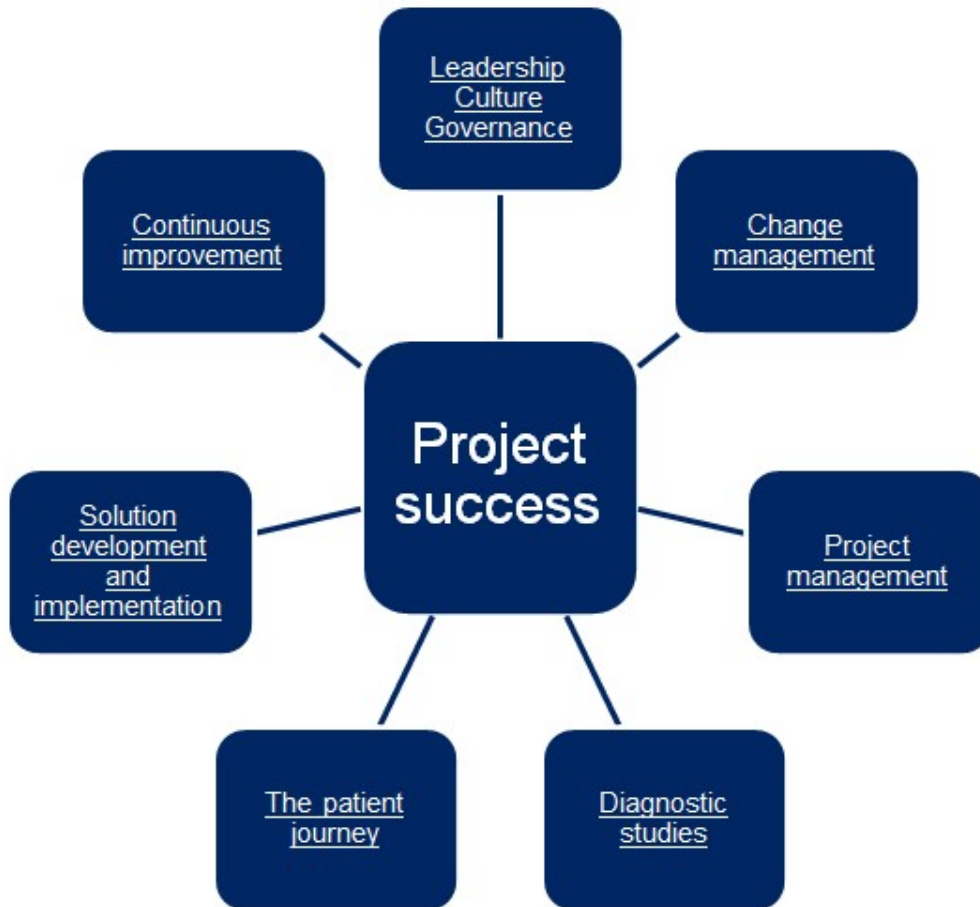 Leadership
Culture
Governance
Continuous
improvement
Change
management
Project
success
Solution
development
and
implementation
Project
management
The patient
journey
Diagnostic
studies